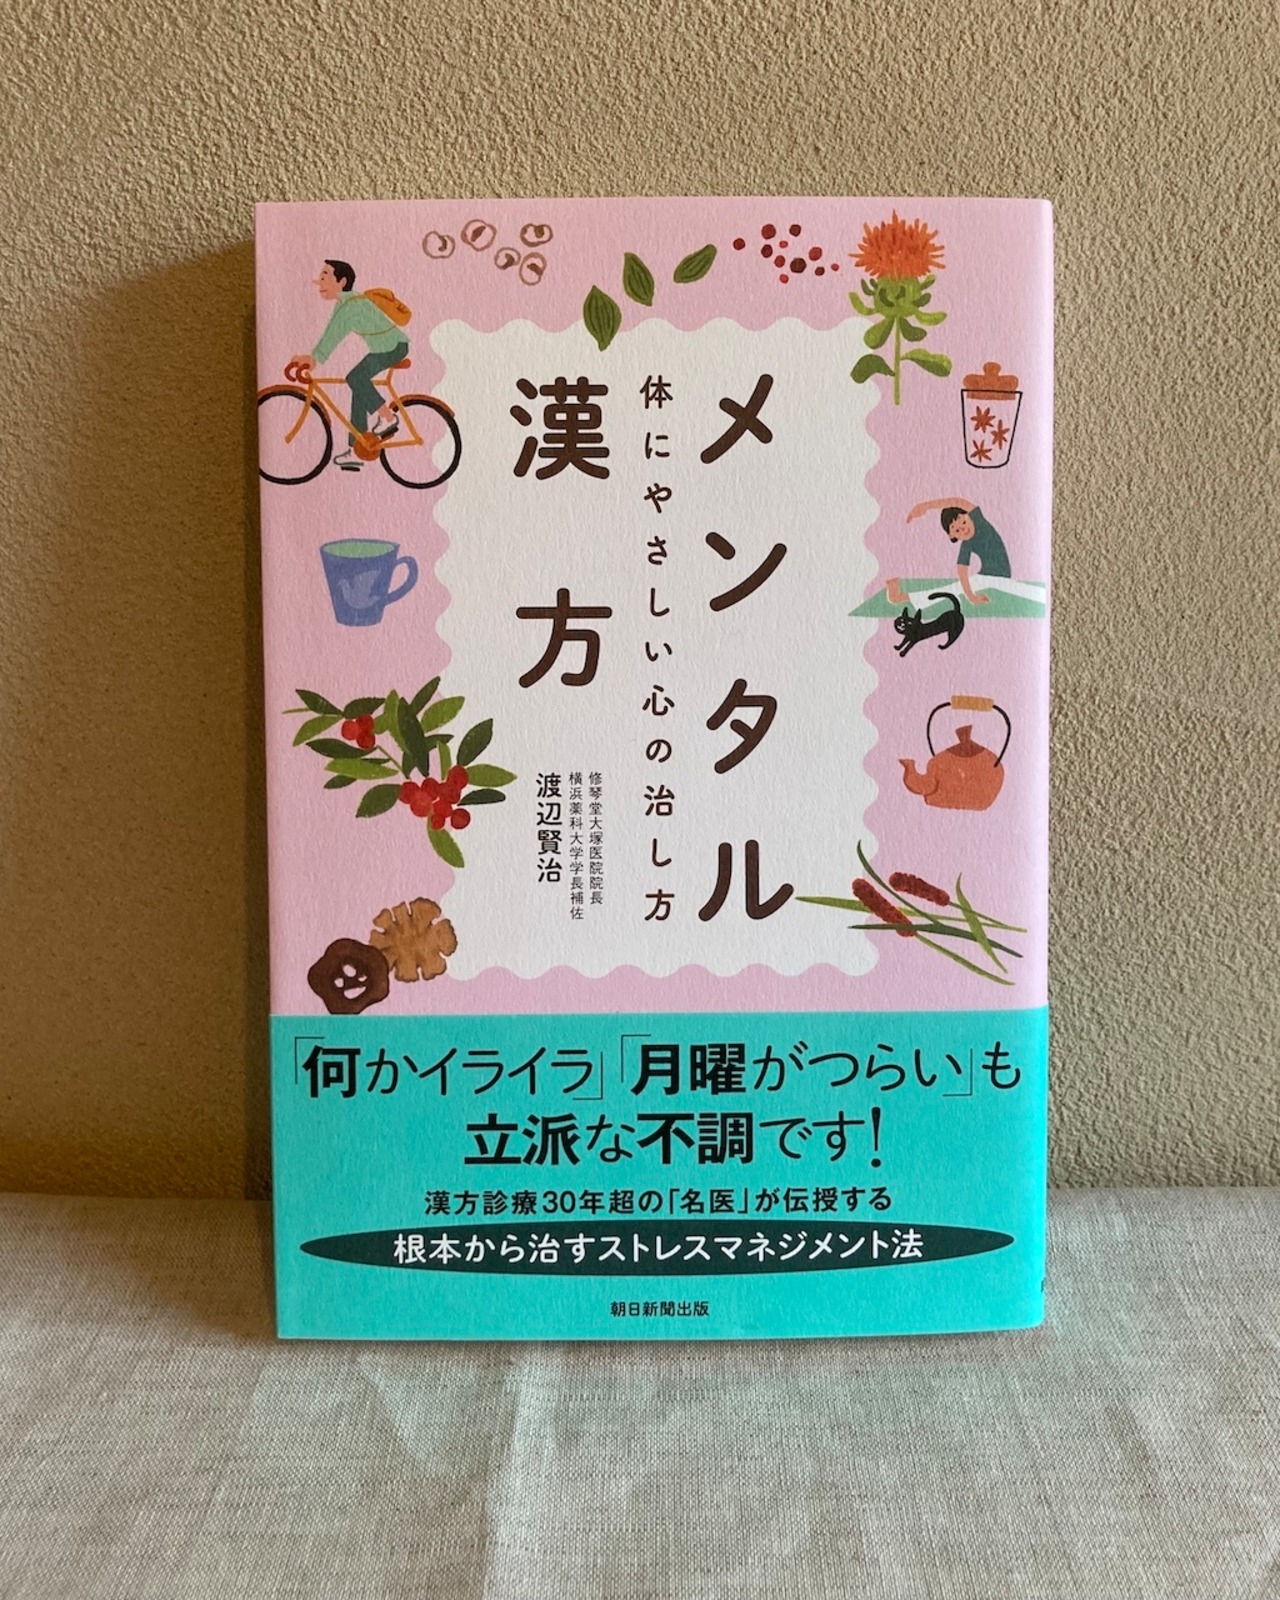 メンタル
漢方
体にやさしい心の治し方
修琴堂大塚医院院長
横浜薬科大学学長補佐
渡辺賢治
「何かイライラ」「月曜がつらい」も
立派な不調です!
漢方診療30年超の「名医」が伝授する
根本から治すストレスマネジメント法
朝日新聞出版